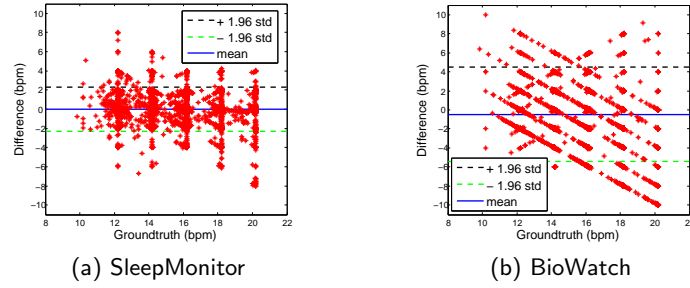 10
8
6
4
2
0
−2
−4
−6
−8
−10
8 10 12 14 16 18 20 22
Difference (bpm)
Groundtruth (bpm)
+ 1.96 std
− 1.96 std
mean
(a) SleepMonitor
10
8
6
4
2
0
−2
−4
−6
−8
−10
8 10 12 14 16 18 20 22
Difference (bpm)
Groundtruth (bpm)
+ 1.96 std
− 1.96 std
mean
(b) BioWatch